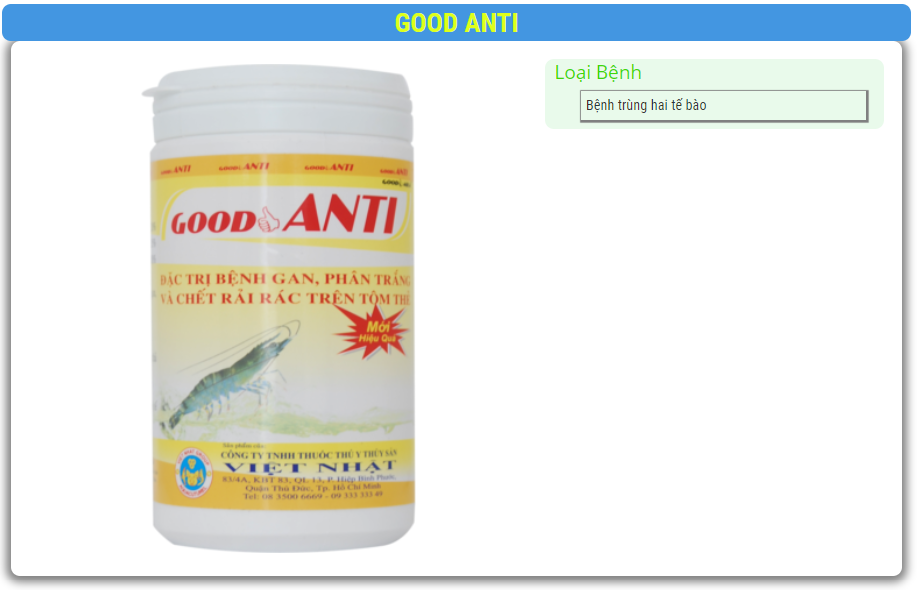 GOOD ANTI
Loại Bệnh
Bệnh trùng hai tế bào
GOOD ANTI
GOOD ANTI
GOOD ANTI
GOOD ANTI
ĐẶC TRỊ BỆNH GAN, PHÂN TRẮNG
VÀ CHẾT RẢI RÁC TRÊN TÔM THẺ
Mới
Hiệu Quả
Sản phẩm của:
CÔNG TY TNHH THUỐC THÚ Y THỦY SẢN
VIỆT NHẬT
83/4A, KHT 83, QL 13, P. Hiệp Bình Phước,
Quận Thủ Đức, Tp. Hồ Chí Minh
Tel: 08 3500 6669 - 09 333 333 49